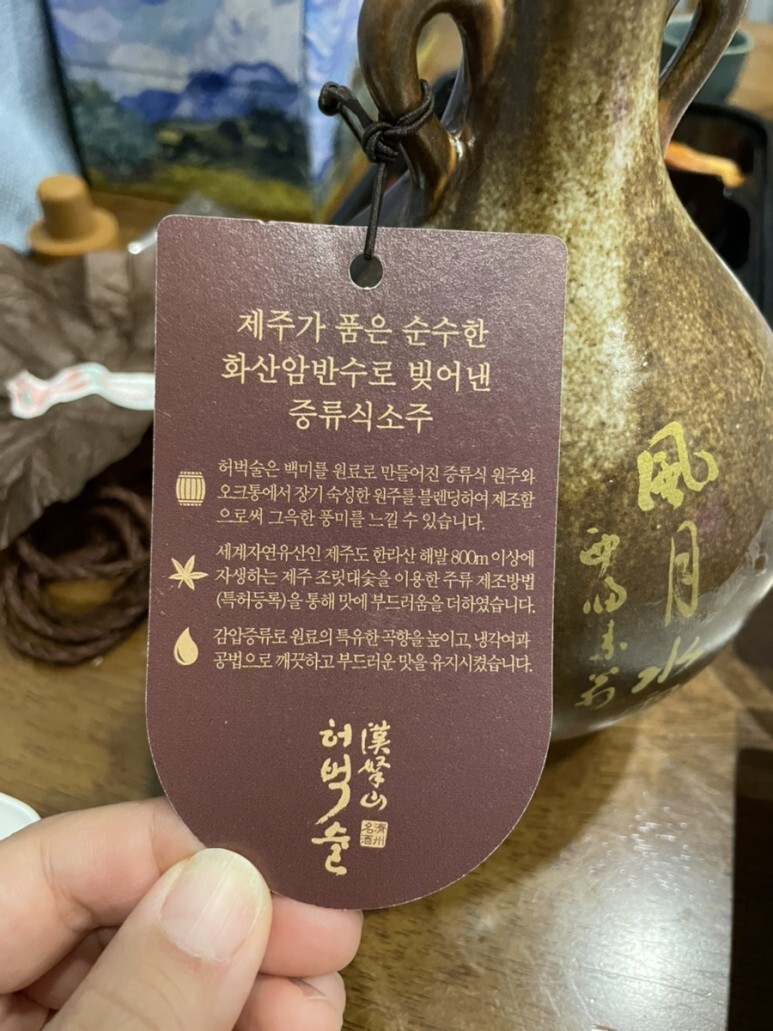 제주가 품은 순수한
화산암반수로 빚어낸
증류식소주
허벅술은 백미를 원료로 만들어진 증류식 원주와
오크통에서 장기 숙성한 원주를 블렌딩하여 제조함
으로써 그윽한 풍미를 느낄 수 있습니다.
세계자연유산인 제주도 한라산 해발 800m 이상에
자생하는 제주 조릿대숯을 이용한 주류 제조방법
(특허등록)을 통해 맛에 부드러움을 더하였습니다.
감압증류로 원료의 특유한 곡향을 높이고, 냉각여과
공법으로 깨끗하고 부드러운 맛을 유지시켰습니다.
漢拏山
허벅술
濟州
名酒
風月水